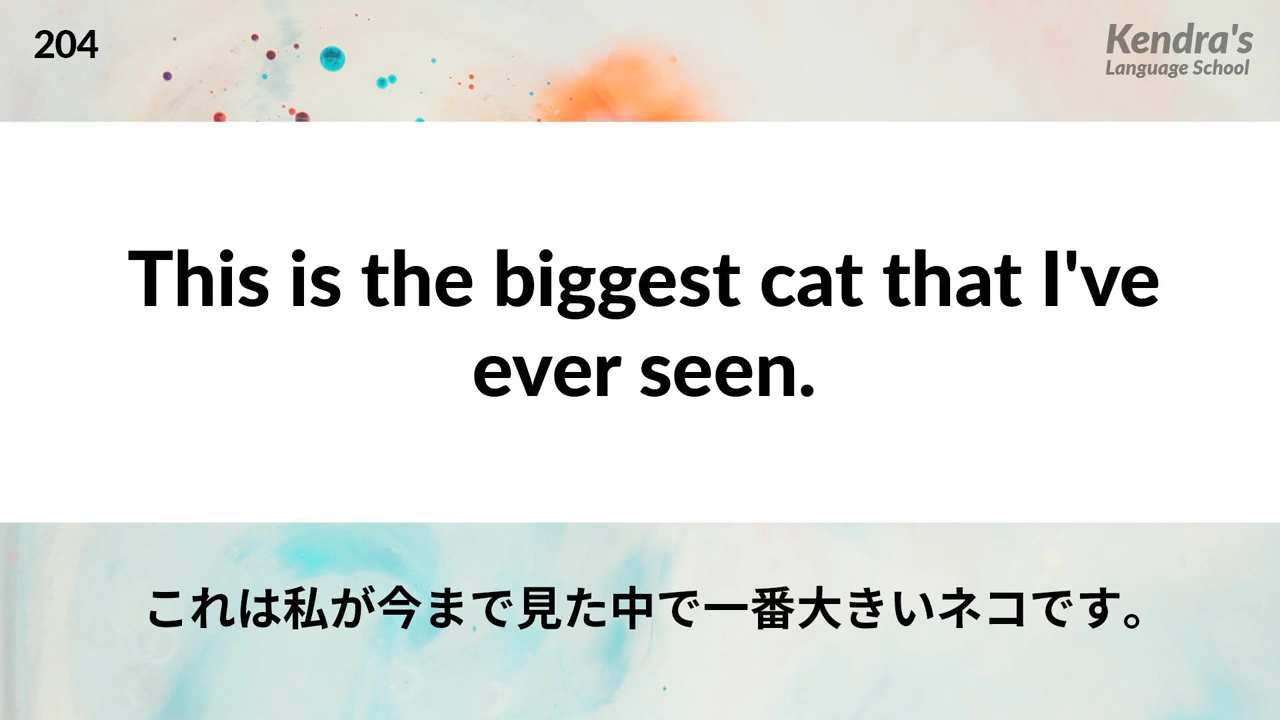 204
Kendra's
Language School
This is the biggest cat that I've
ever seen.
これは私が今まで見た中で一番大きいネコです。